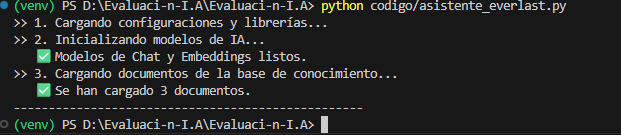 (venv) PS D:\Evaluaci-n-I.A\Evaluaci-n-I.A> python codigo/asistente_everlast.py
>> 1. Cargando configuraciones y librerías...
>> 2. Inicializando modelos de IA...
✅ Modelos de Chat y Embeddings listos.
>> 3. Cargando documentos de la base de conocimiento...
✅ Se han cargado 3 documentos.
--------------------------------------------------
(venv) PS D:\Evaluaci-n-I.A\Evaluaci-n-I.A>